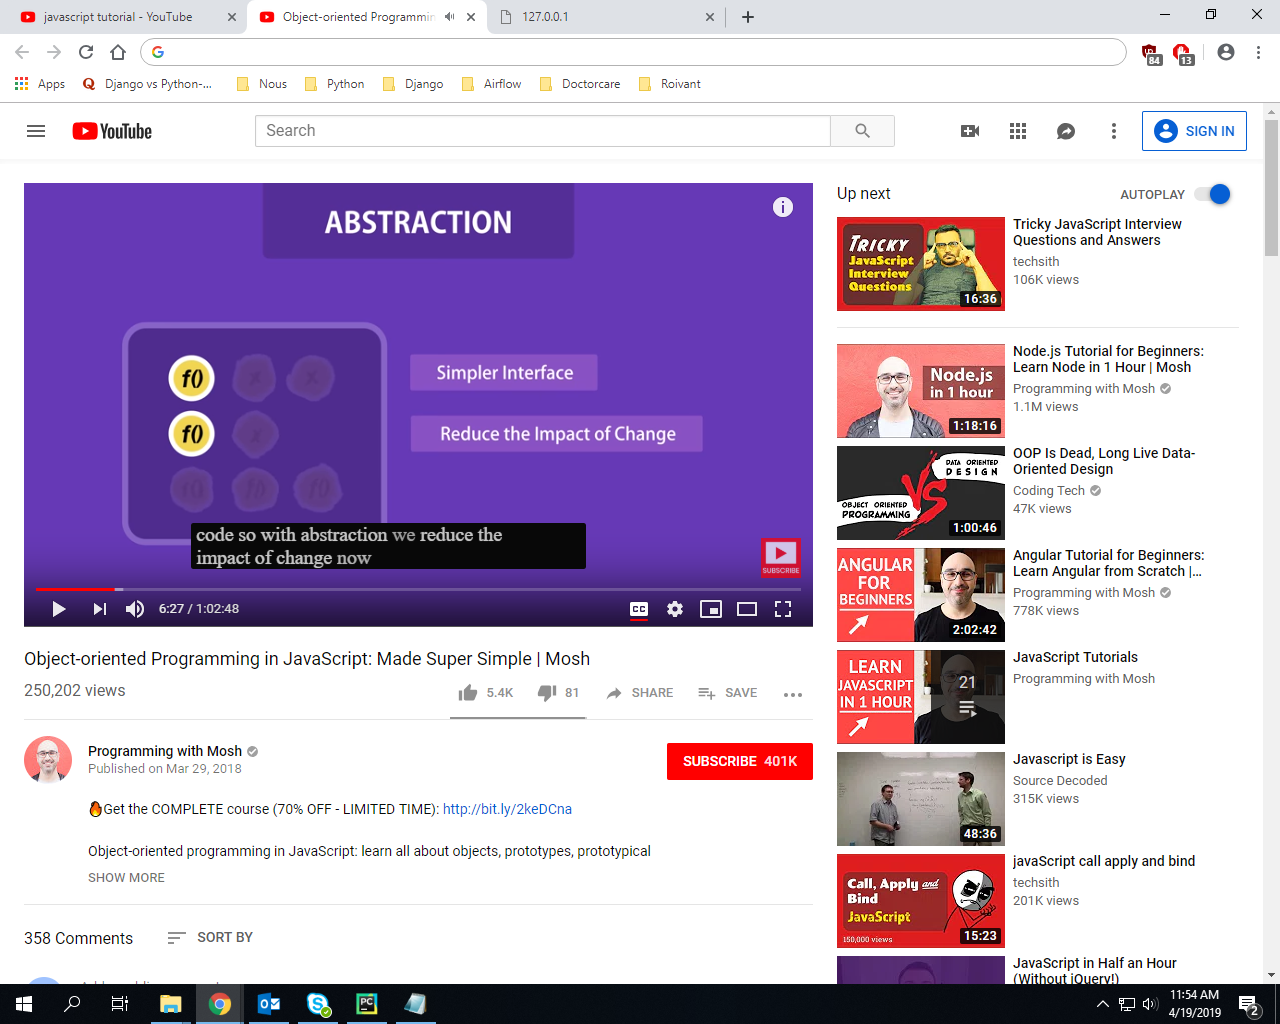 javascript tutorial - YouTube
Object-oriented Programmin
127.0.0.1
84
13
Apps
Django vs Python-...
Nous
Python
Django
Airflow
Doctorcare
Roivant
YouTube
Search
SIGN IN
ABSTRACTION
f()
f()
Simpler Interface
Reduce the Impact of Change
code so with abstraction we reduce the
impact of change now
SUBSCRIBE
6:27 / 1:02:48
CC
Object-oriented Programming in JavaScript: Made Super Simple | Mosh
250,202 views
5.4K
81
SHARE
SAVE
Programming with Mosh
Published on Mar 29, 2018
SUBSCRIBE 401K
Get the COMPLETE course (70% OFF - LIMITED TIME): http://bit.ly/2keDCna
Object-oriented programming in JavaScript: learn all about objects, prototypes, prototypical
SHOW MORE
358 Comments
SORT BY
Up next
AUTOPLAY
TRICKY
JavaScript
Interview
Questions
16:36
Tricky JavaScript Interview
Questions and Answers
techsith
106K views
Node.js
in 1 hour
1:18:16
Node.js Tutorial for Beginners:
Learn Node in 1 Hour | Mosh
Programming with Mosh
1.1M views
DATA ORIENTED
DESIGN
VS
OBJECT ORIENTED
PROGRAMMING
1:00:46
OOP Is Dead, Long Live Data-
Oriented Design
Coding Tech
47K views
ANGULAR
FOR
BEGINNERS
2:02:42
Angular Tutorial for Beginners:
Learn Angular from Scratch |...
Programming with Mosh
778K views
LEARN
JAVASCRIPT
IN 1 HOUR
21
JavaScript Tutorials
Programming with Mosh
48:36
Javascript is Easy
Source Decoded
315K views
Call, Apply and
Bind
JavaScript
150,000 views
15:23
javaScript call apply and bind
techsith
201K views
JavaScript in Half an Hour
(Without jQuery!)
11:54 AM
4/19/2019
2